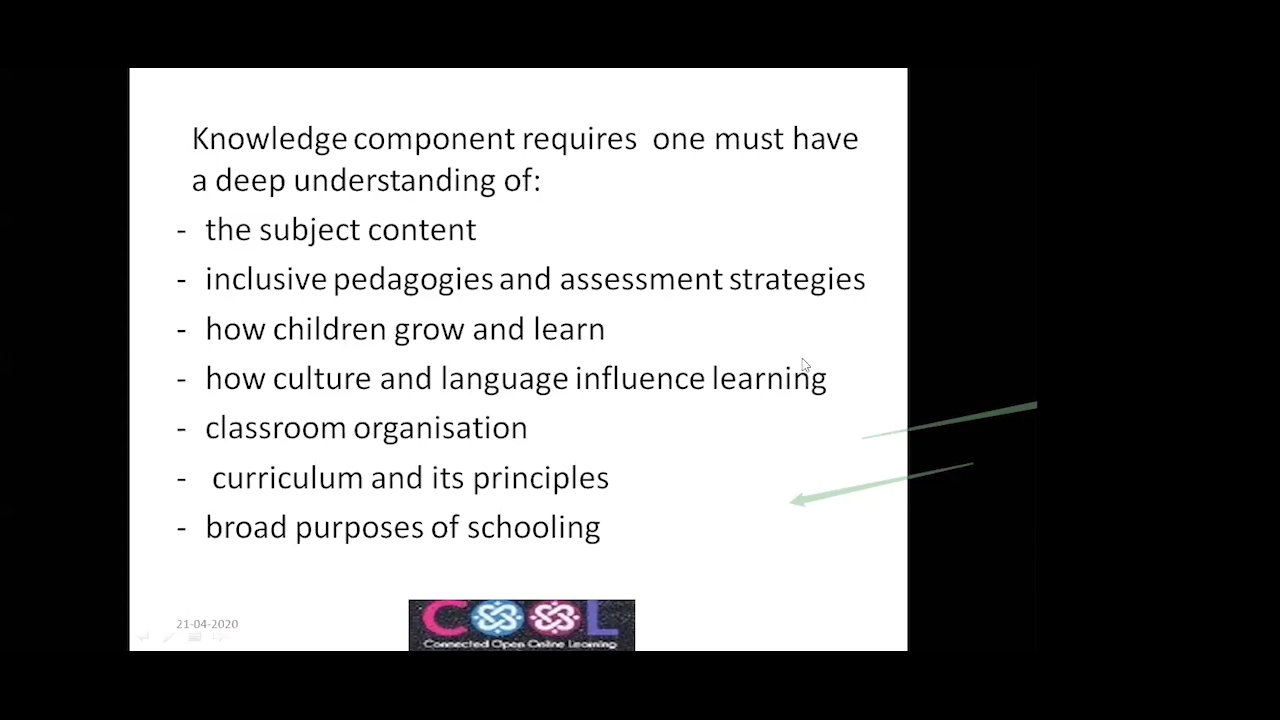 Knowledge component requires one must have
a deep understanding of:
- the subject content
- inclusive pedagogies and assessment strategies
- how children grow and learn
- how culture and language influence learning
- classroom organisation
- curriculum and its principles
- broad purposes of schooling
21-04-2020
COOL
Connected Open Online Learning